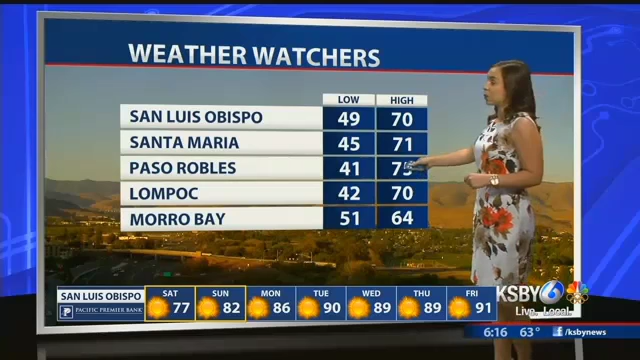 WEATHER WATCHERS
LOW HIGH
SAN LUIS OBISPO 49 70
SANTA MARIA 45 71
PASO ROBLES 41 75
LOMPOC 42 70
MORRO BAY 51 64
SAN LUIS OBISPO
PACIFIC PREMIER BANK
SAT 77
SUN 82
MON 86
TUE 90
WED 89
THU 89
FRI 91
KSBY 6
Live. Local.
6:16 63° f/ksbynews